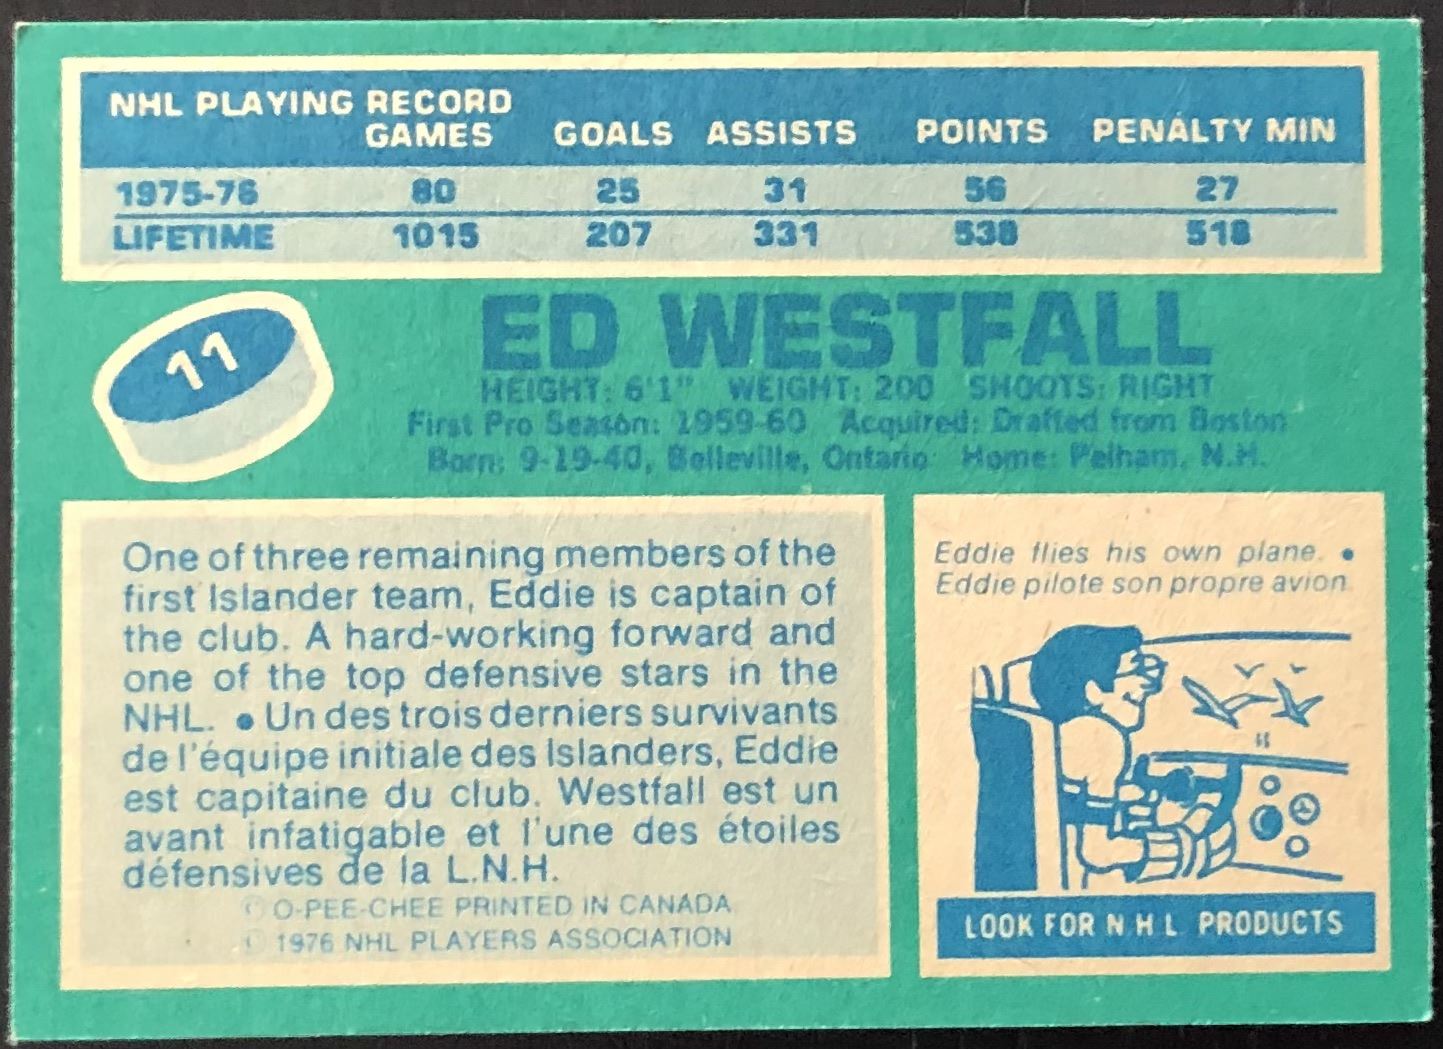 NHL PLAYING RECORD
GAMES GOALS ASSISTS POINTS PENALTY MIN
1975-76 80 25 31 56 27
LIFETIME 1015 207 331 538 518
11
ED WESTFALL
HEIGHT: 6'1" WEIGHT: 200 SHOOTS: RIGHT
First Pro Season: 1959-60 Acquired: Drafted from Boston
Born: 9-19-40, Belleville, Ontario Home: Pelham, N.H.
One of three remaining members of the
first Islander team, Eddie is captain of
the club. A hard-working forward and
one of the top defensive stars in the
NHL. • Un des trois derniers survivants
de l'équipe initiale des Islanders, Eddie
est capitaine du club. Westfall est un
avant infatigable et l'une des étoiles
défensives de la L.N.H.
© O-PEE-CHEE PRINTED IN CANADA
© 1976 NHL PLAYERS ASSOCIATION
Eddie flies his own plane. •
Eddie pilote son propre avion.
LOOK FOR N H L PRODUCTS